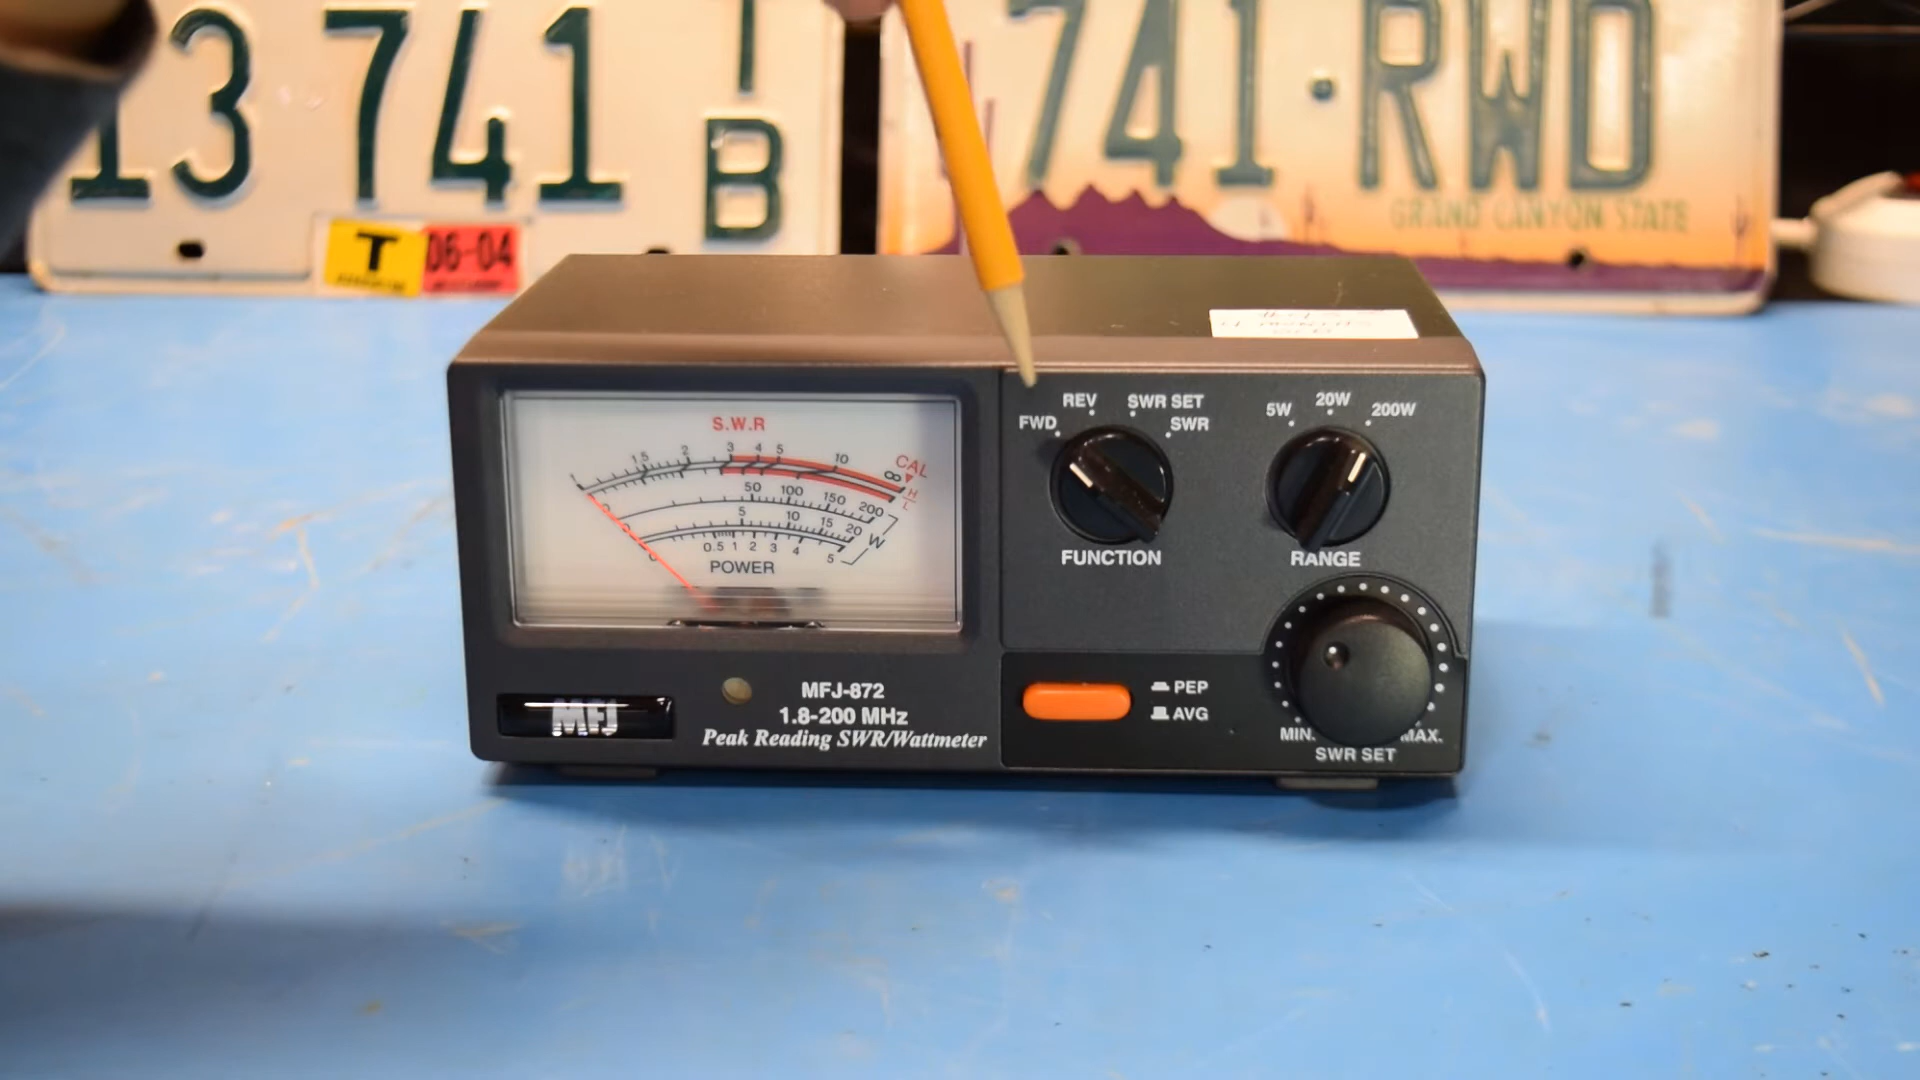 13 741
B
T
06-04
741·RWD
GRAND CANYON STATE
S.W.R
1.5 2 3 4 5 10 ∞
CAL
H
L
50 100 150 200
5 10 15 20
W
0 0.5 1 2 3 4 5
POWER
MFJ
MFJ-872
1.8-200 MHz
Peak Reading SWR/Wattmeter
FWD REV SWR SET SWR
FUNCTION
5W 20W 200W
RANGE
PEP
AVG
MIN. MAX.
SWR SET